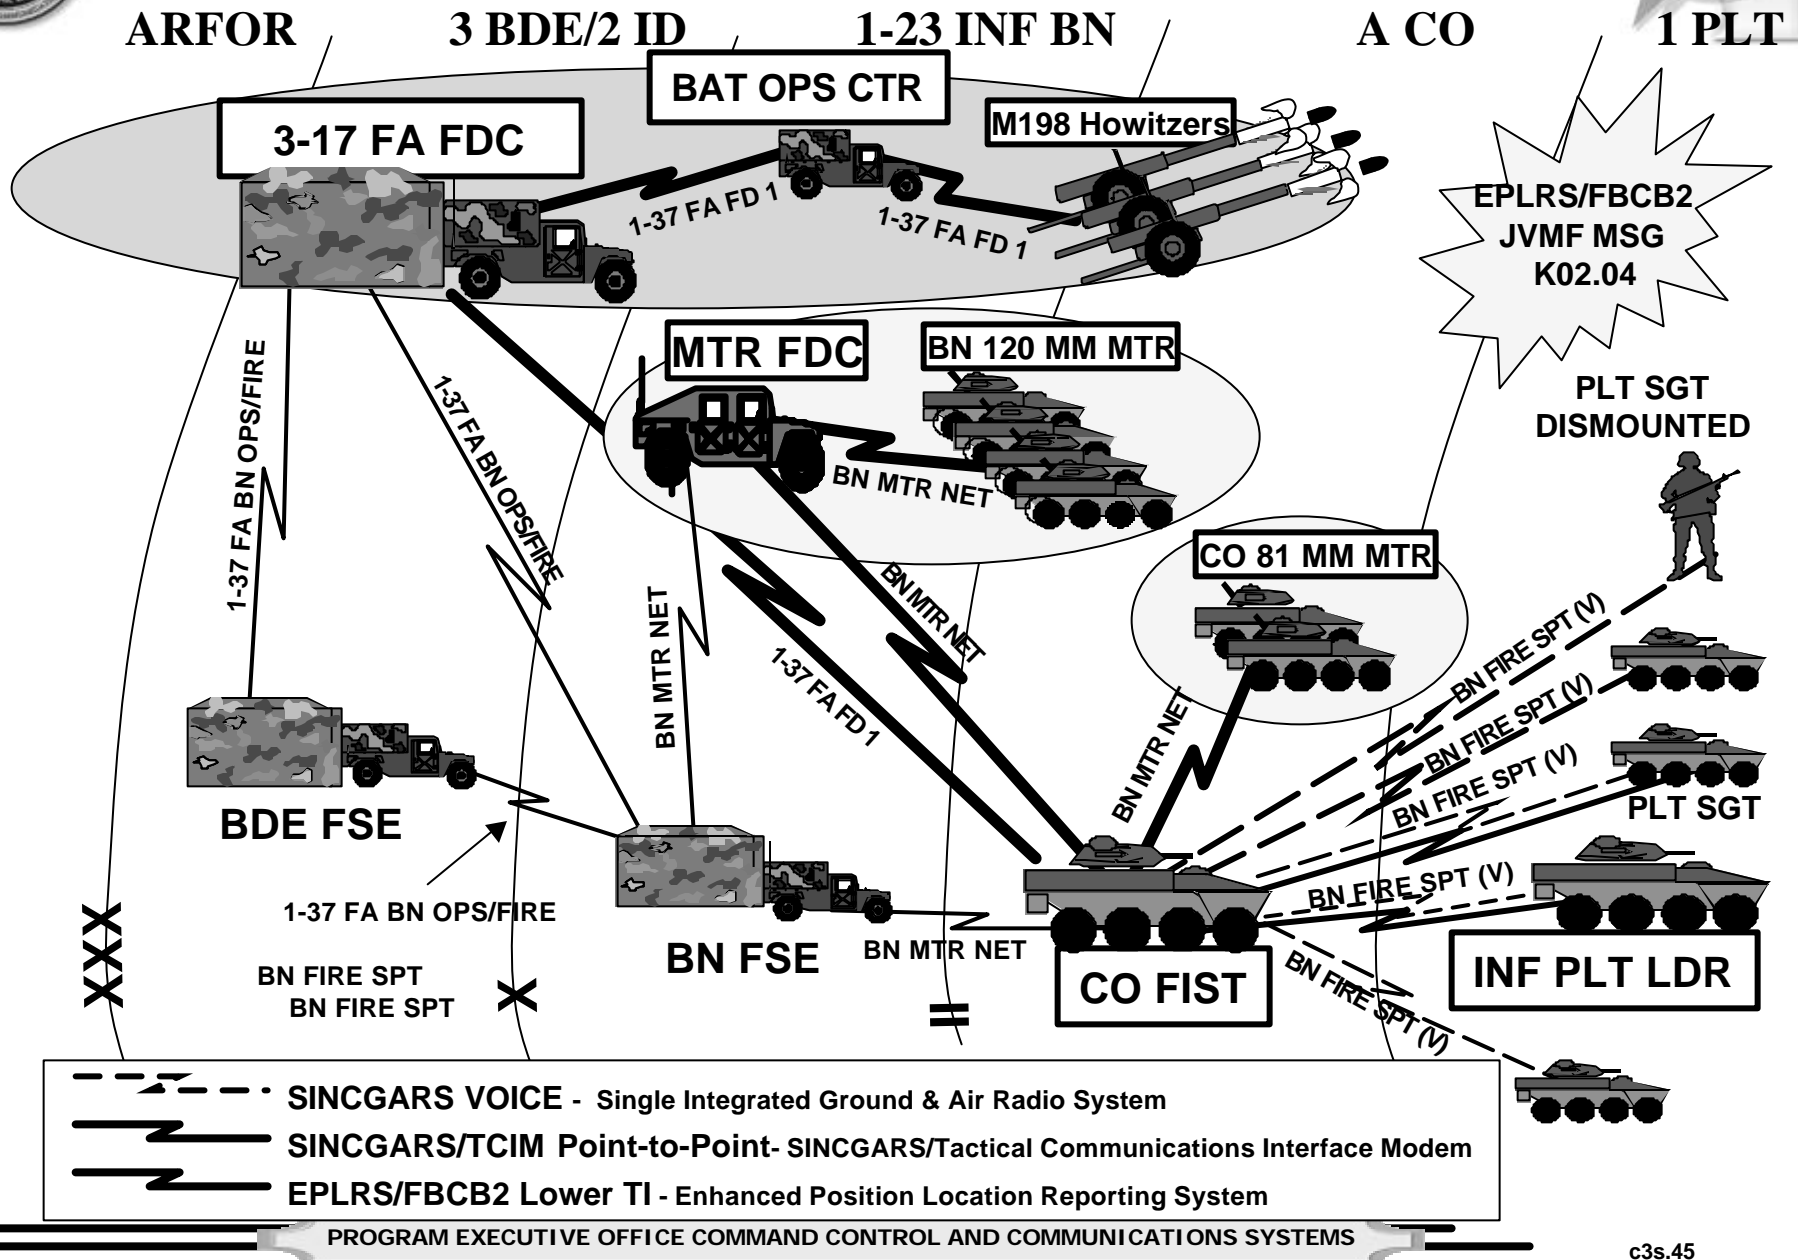 ARFOR 3 BDE/2 ID 1-23 INF BN A CO 1 PLT
BAT OPS CTR
3-17 FA FDC
M198 Howitzers
1-37 FA FD 1
1-37 FA FD 1
EPLRS/FBCB2
JVMF MSG
K02.04
MTR FDC
BN 120 MM MTR
PLT SGT
DISMOUNTED
1-37 FA BN OPS/FIRE
1-37 FA BN OPS/FIRE
BN MTR NET
CO 81 MM MTR
BN MTR NET
BN MTR NET
1-37 FA FD 1
BN MTR NET
BN FIRE SPT (V)
BN FIRE SPT (V)
BN FIRE SPT (V)
PLT SGT
BDE FSE
BN FIRE SPT (V)
1-37 FA BN OPS/FIRE
BN FSE
BN MTR NET
CO FIST
INF PLT LDR
BN FIRE SPT (V)
BN FIRE SPT
BN FIRE SPT
XXX
X
=
SINCGARS VOICE - Single Integrated Ground & Air Radio System
SINCGARS/TCIM Point-to-Point- SINCGARS/Tactical Communications Interface Modem
EPLRS/FBCB2 Lower TI - Enhanced Position Location Reporting System
PROGRAM EXECUTIVE OFFICE COMMAND CONTROL AND COMMUNICATIONS SYSTEMS
c3s.45